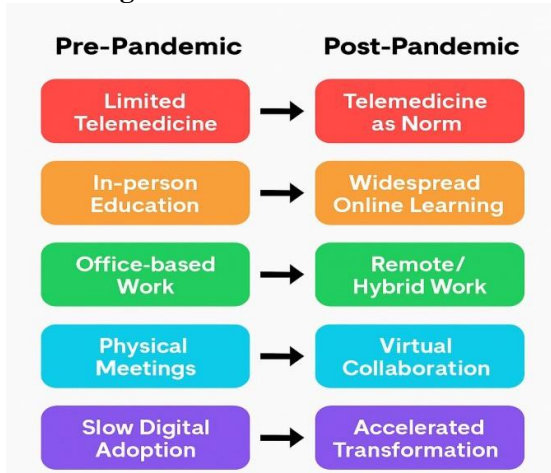 Pre-Pandemic
Post-Pandemic
Limited
Telemedicine
Telemedicine
as Norm
In-person
Education
Widespread
Online Learning
Office-based
Work
Remote/
Hybrid Work
Physical
Meetings
Virtual
Collaboration
Slow Digital
Adoption
Accelerated
Transformation